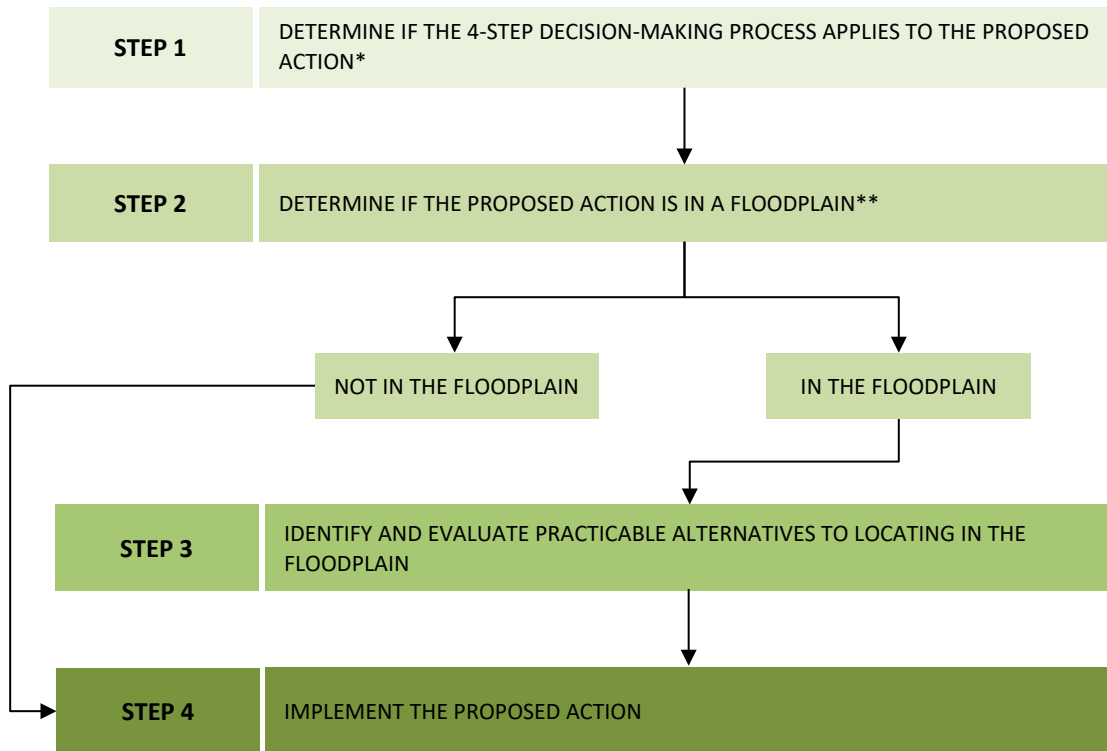 STEP 1
DETERMINE IF THE 4-STEP DECISION-MAKING PROCESS APPLIES TO THE PROPOSED
ACTION*
STEP 2
DETERMINE IF THE PROPOSED ACTION IS IN A FLOODPLAIN**
NOT IN THE FLOODPLAIN
IN THE FLOODPLAIN
STEP 3
IDENTIFY AND EVALUATE PRACTICABLE ALTERNATIVES TO LOCATING IN THE
FLOODPLAIN
STEP 4
IMPLEMENT THE PROPOSED ACTION